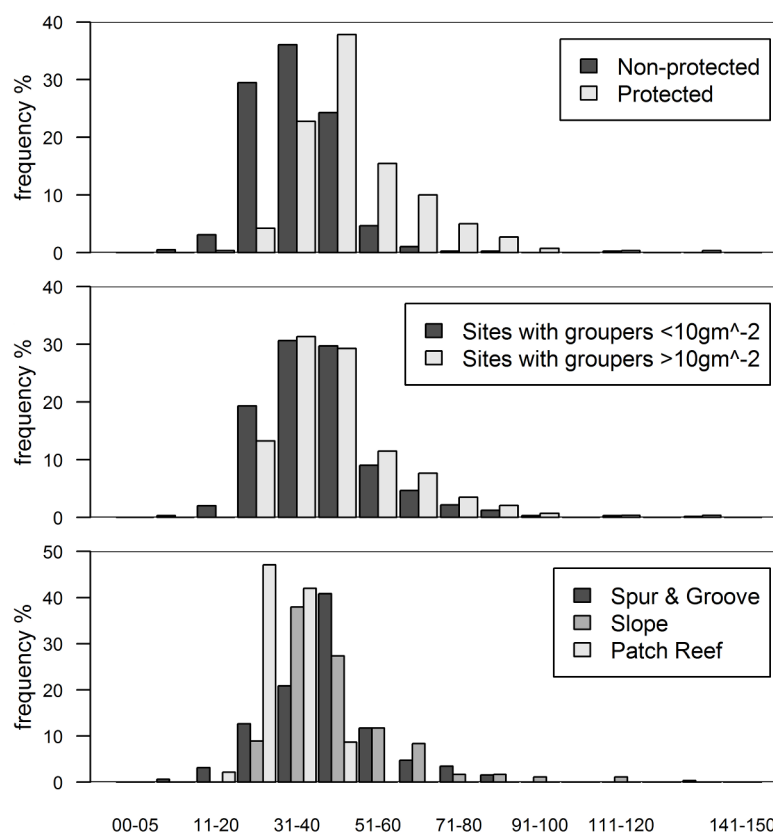 40
30
20
10
0
frequency %
Non-protected
Protected
40
30
20
10
0
frequency %
Sites with groupers <10gm^-2
Sites with groupers >10gm^-2
50
40
30
20
10
0
frequency %
Spur & Groove
Slope
Patch Reef
00-05 11-20 31-40 51-60 71-80 91-100 111-120 141-150